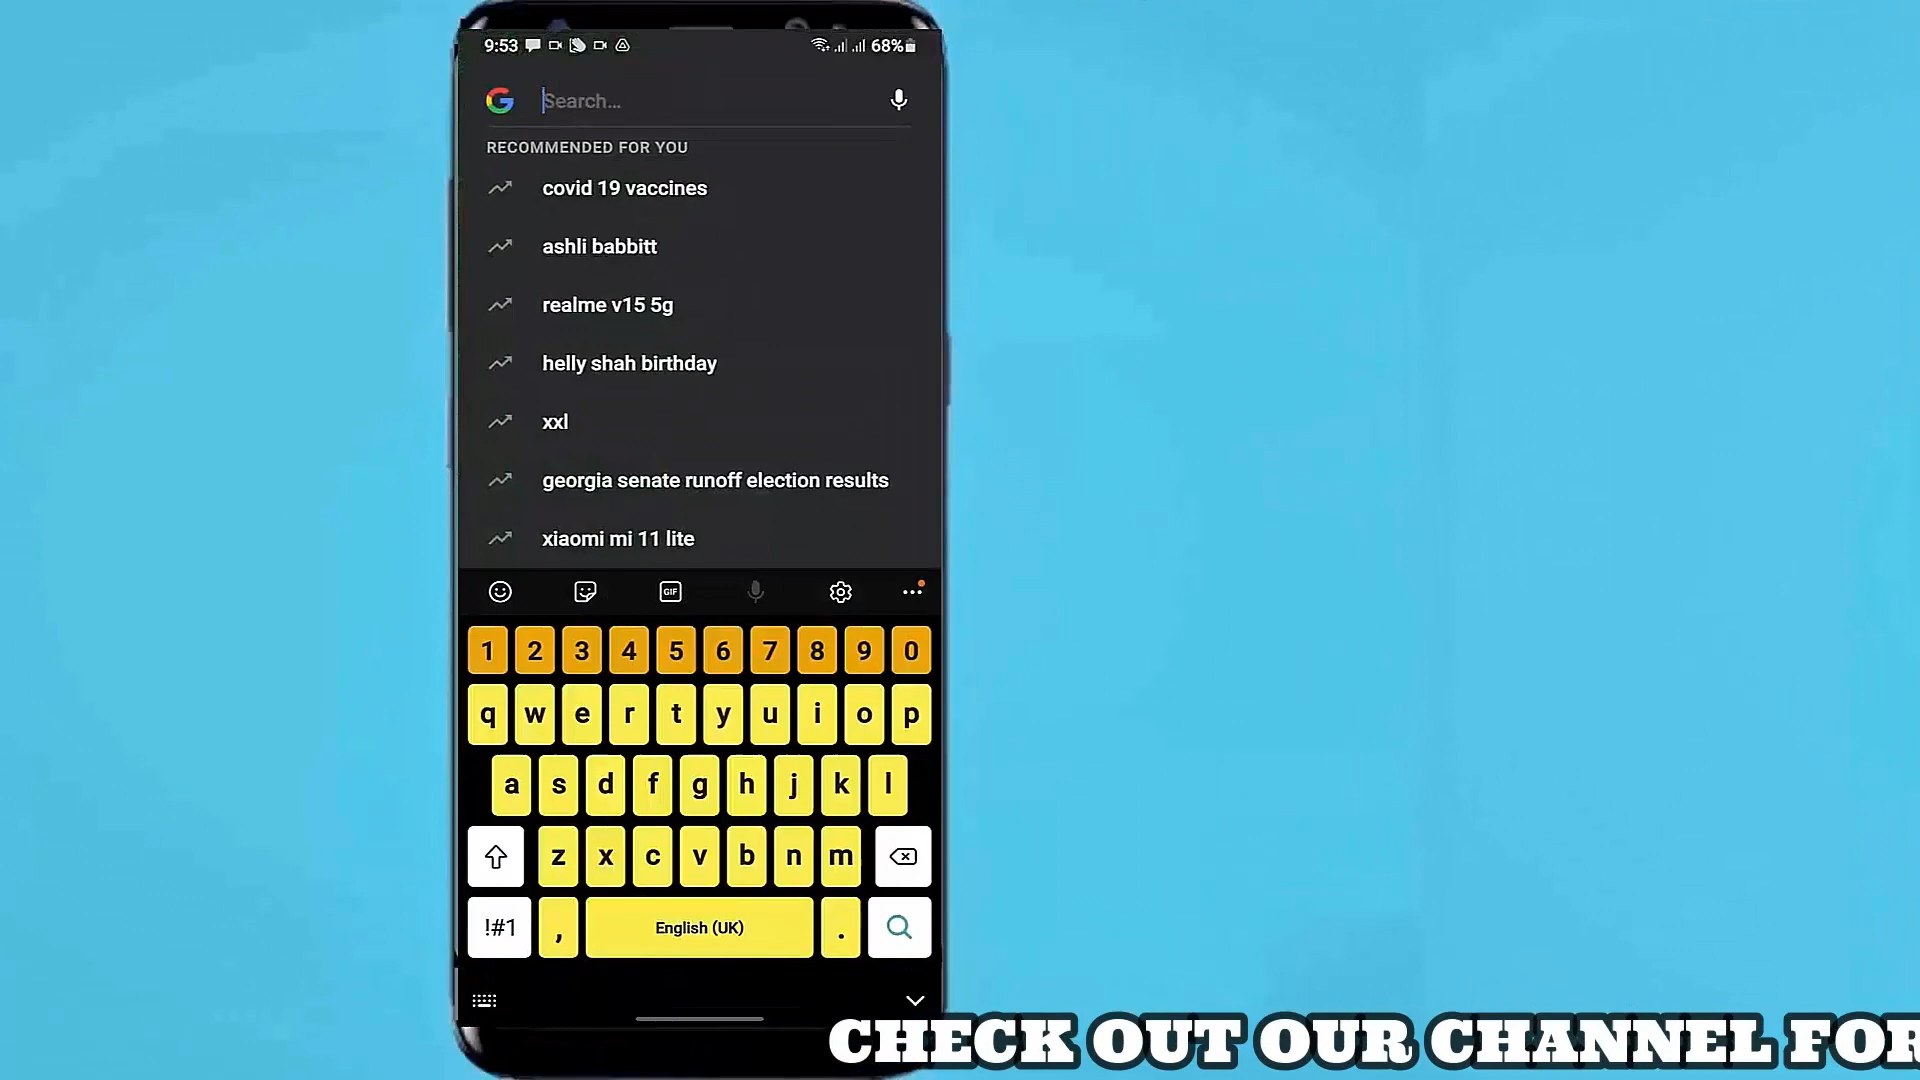 9:53
68%
Search...
RECOMMENDED FOR YOU
covid 19 vaccines
ashli babbitt
realme v15 5g
helly shah birthday
xxl
georgia senate runoff election results
xiaomi mi 11 lite
GIF
1 2 3 4 5 6 7 8 9 0
q w e r t y u i o p
a s d f g h j k l
z x c v b n m
!#1 , English (UK) .
CHECK OUT OUR CHANNEL FOR